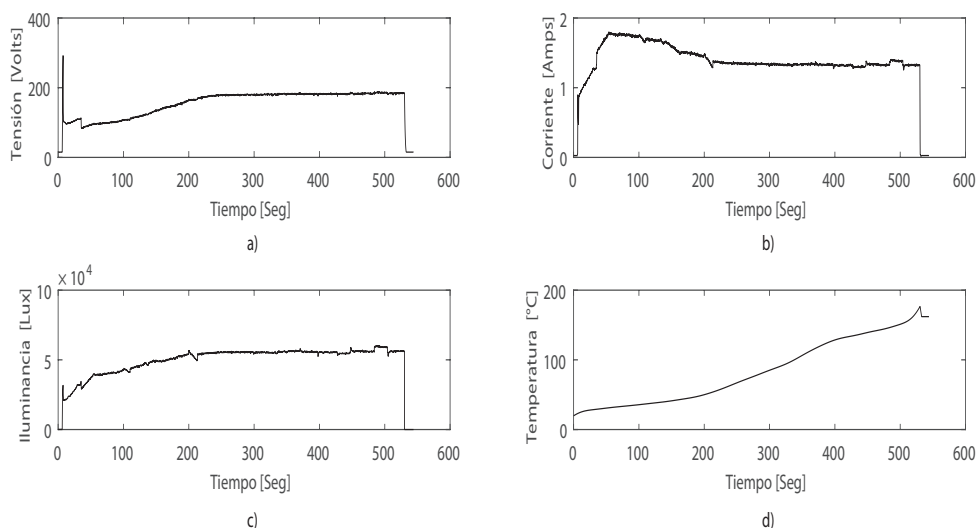 400
200
0
Tensión [Volts]
0 100 200 300 400 500 600
Tiempo [Seg]
a)
2
1
0
Corriente [Amps]
0 100 200 300 400 500 600
Tiempo [Seg]
b)
× 10⁴
10
5
0
Iluminancia [Lux]
0 100 200 300 400 500 600
Tiempo [Seg]
c)
200
100
0
Temperatura [°C]
0 100 200 300 400 500 600
Tiempo [Seg]
d)